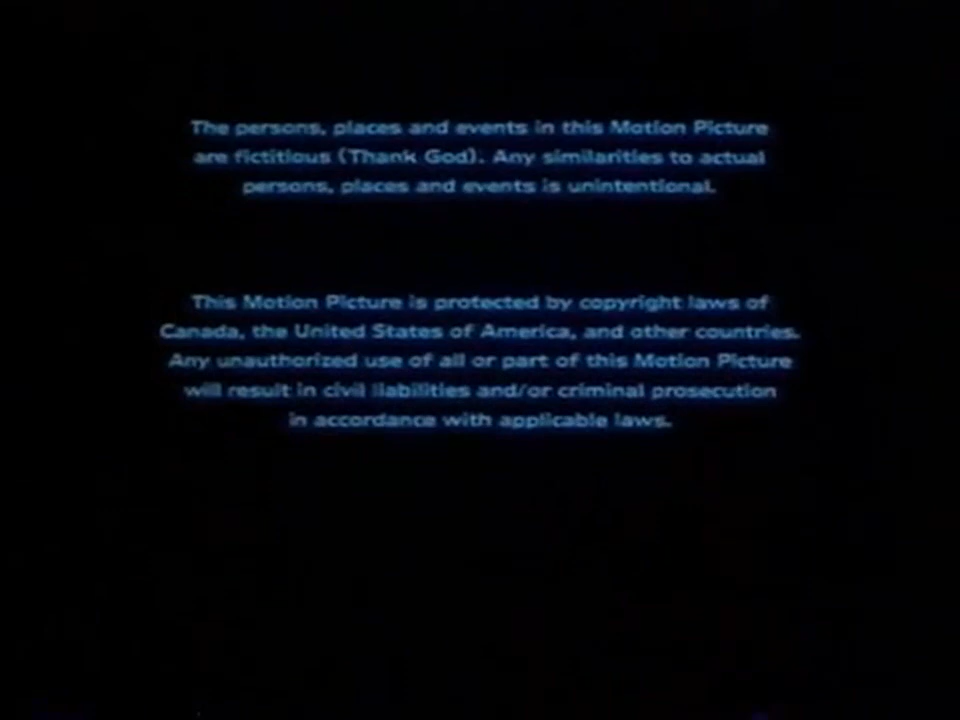 The persons, places and events in this Motion Picture
are fictitious (Thank God). Any similarities to actual
persons, places and events is unintentional.
This Motion Picture is protected by copyright laws of
Canada, the United States of America, and other countries.
Any unauthorized use of all or part of this Motion Picture
will result in civil liabilities and/or criminal prosecution
in accordance with applicable laws.